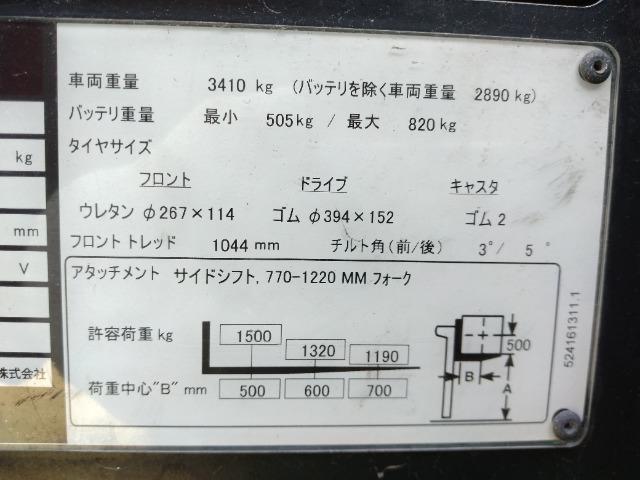 車両重量 3410 kg (バッテリを除く車両重量 2890 kg)
バッテリ重量 最小 505kg / 最大 820 kg
タイヤサイズ
フロント ドライブ キャスタ
ウレタン φ267×114 ゴム φ394×152 ゴム 2
フロント トレッド 1044 mm チルト角(前/後) 3°/ 5°
アタッチメント サイドシフト, 770-1220 MM フォーク
許容荷重 kg 1500 1320 1190
荷重中心"B" mm 500 600 700
500
B
A
524161311.1
kg
mm
V
株式会社